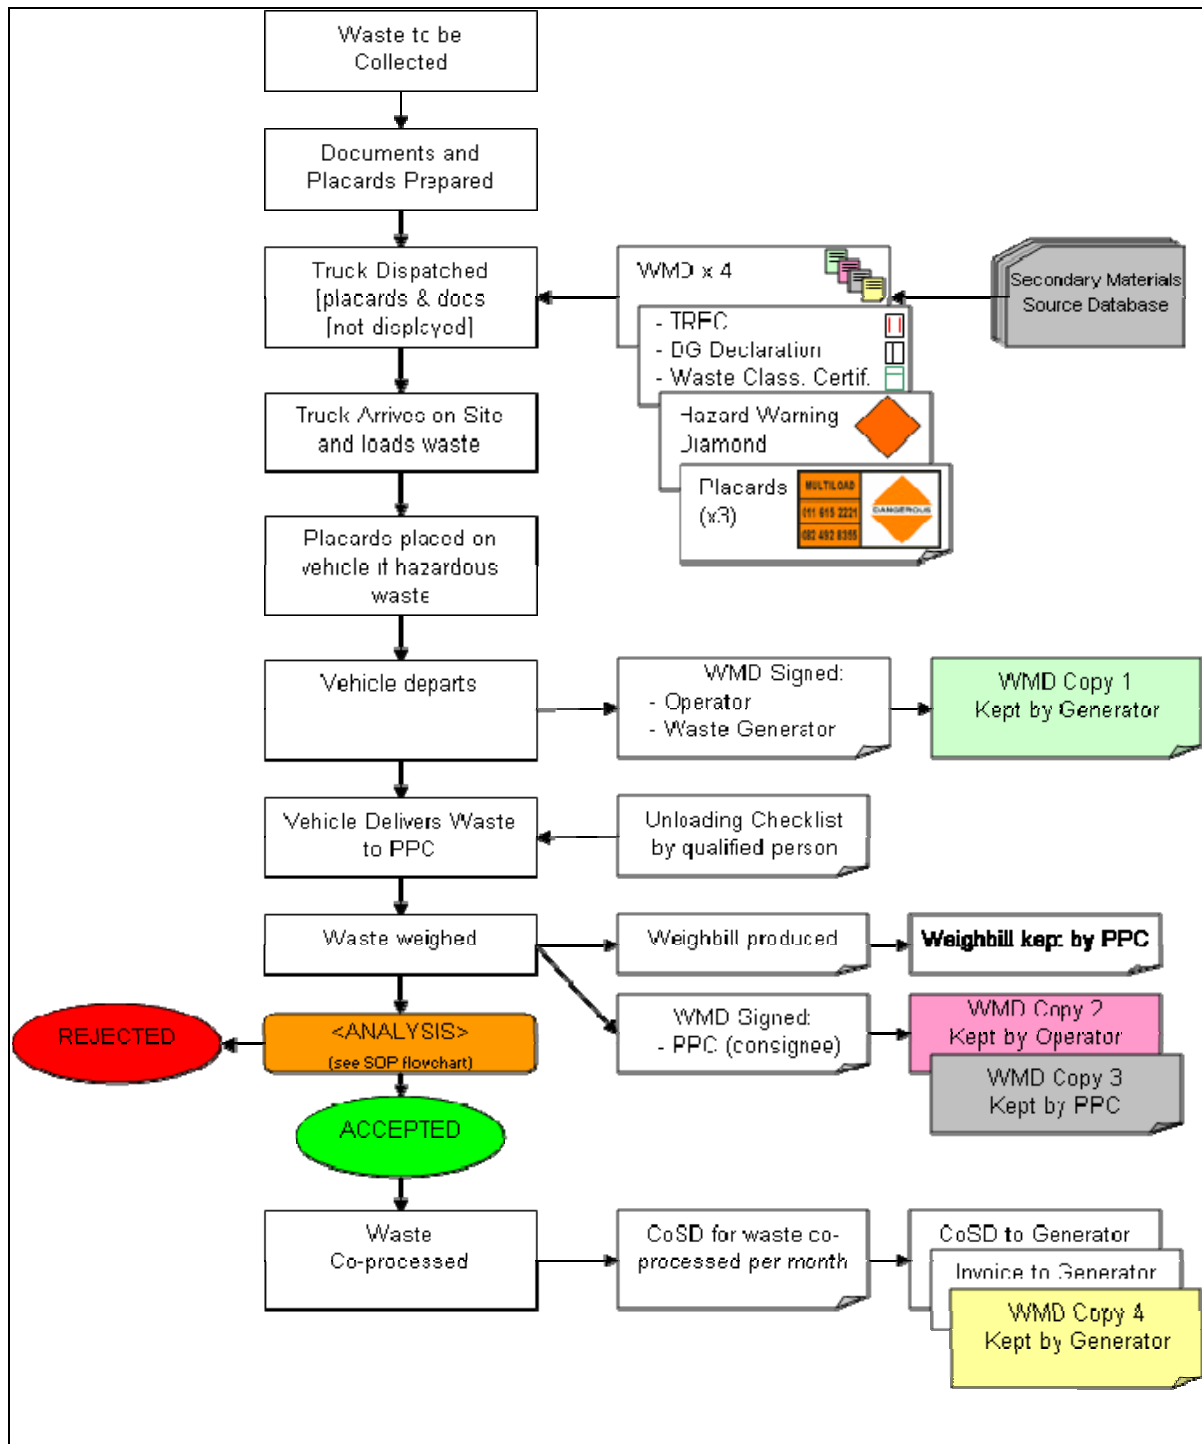 Waste to be
Collected
Documents and
Placards Prepared
Truck Dispatched
[placards & docs
[not displayed]
WMD x 4
Secondary Materials
Source Database
- TREC
- DG Declaration
- Waste Class. Certif.
Truck Arrives on Site
and loads waste
Hazard Warning
Diamond
Placards
(x3)
MULTILOAD
011 615 2221
082 492 8355
DANGEROUS
Placards placed on
vehicle if hazardous
waste
Vehicle departs
WMD Signed:
- Operator
- Waste Generator
WMD Copy 1
Kept by Generator
Vehicle Delivers Waste
to PPC
Unloading Checklist
by qualified person
Waste weighed
Weighbill produced
Weighbill kept by PPC
REJECTED
<ANALYSIS>
(see SOP flowchart)
WMD Signed:
- PPC (consignee)
WMD Copy 2
Kept by Operator
WMD Copy 3
Kept by PPC
ACCEPTED
Waste
Co-processed
CoSD for waste co-
processed per month
CoSD to Generator
Invoice to Generator
WMD Copy 4
Kept by Generator